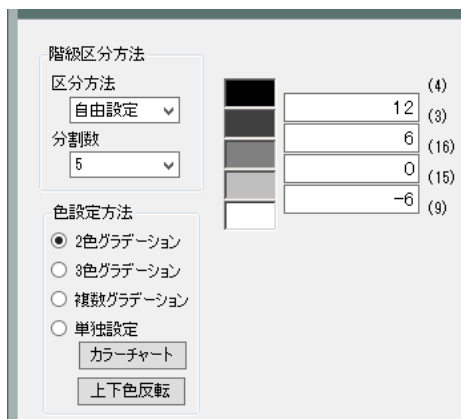 階級区分方法
区分方法
自由設定
分割数
5
色設定方法
2色グラデーション
3色グラデーション
複数グラデーション
単独設定
カラーチャート
上下色反転
(4)
12
(3)
6
(16)
0
(15)
-6
(9)